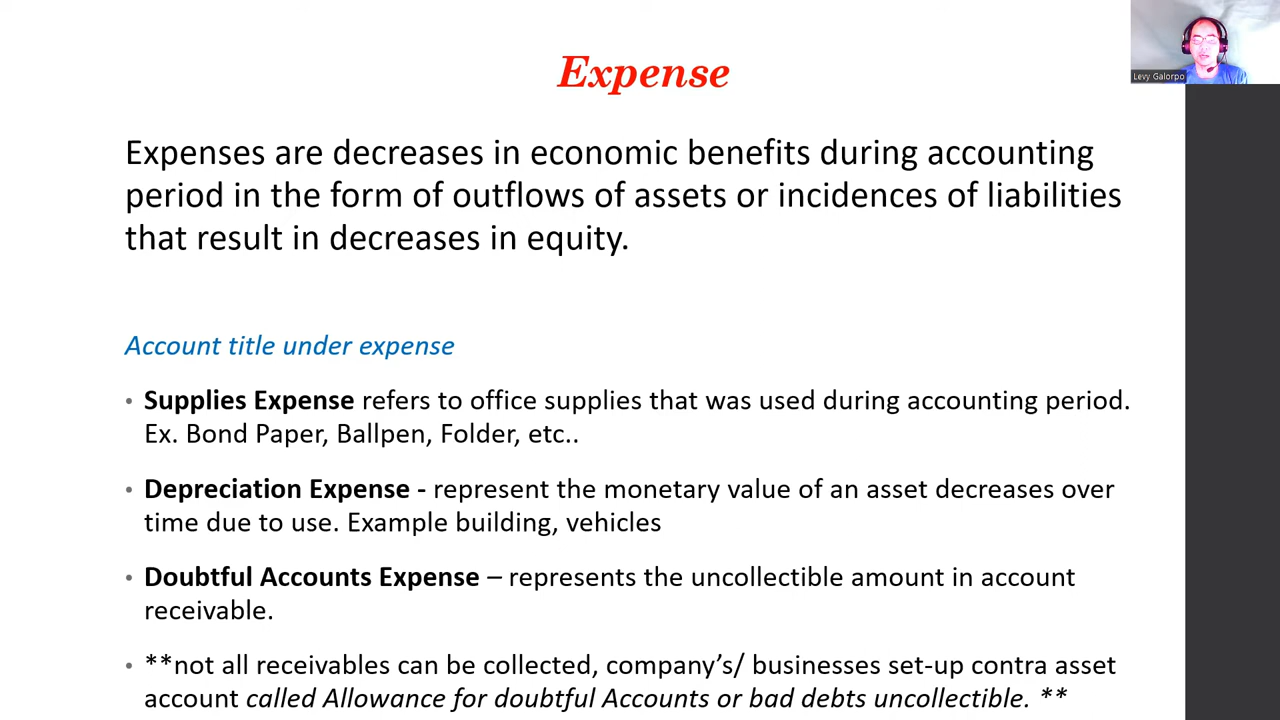 Expense
Levy Galorpo
Expenses are decreases in economic benefits during accounting
period in the form of outflows of assets or incidences of liabilities
that result in decreases in equity.
Account title under expense
• Supplies Expense refers to office supplies that was used during accounting period.
Ex. Bond Paper, Ballpen, Folder, etc..
• Depreciation Expense - represent the monetary value of an asset decreases over
time due to use. Example building, vehicles
• Doubtful Accounts Expense – represents the uncollectible amount in account
receivable.
• **not all receivables can be collected, company’s/ businesses set-up contra asset
account called Allowance for doubtful Accounts or bad debts uncollectible. **